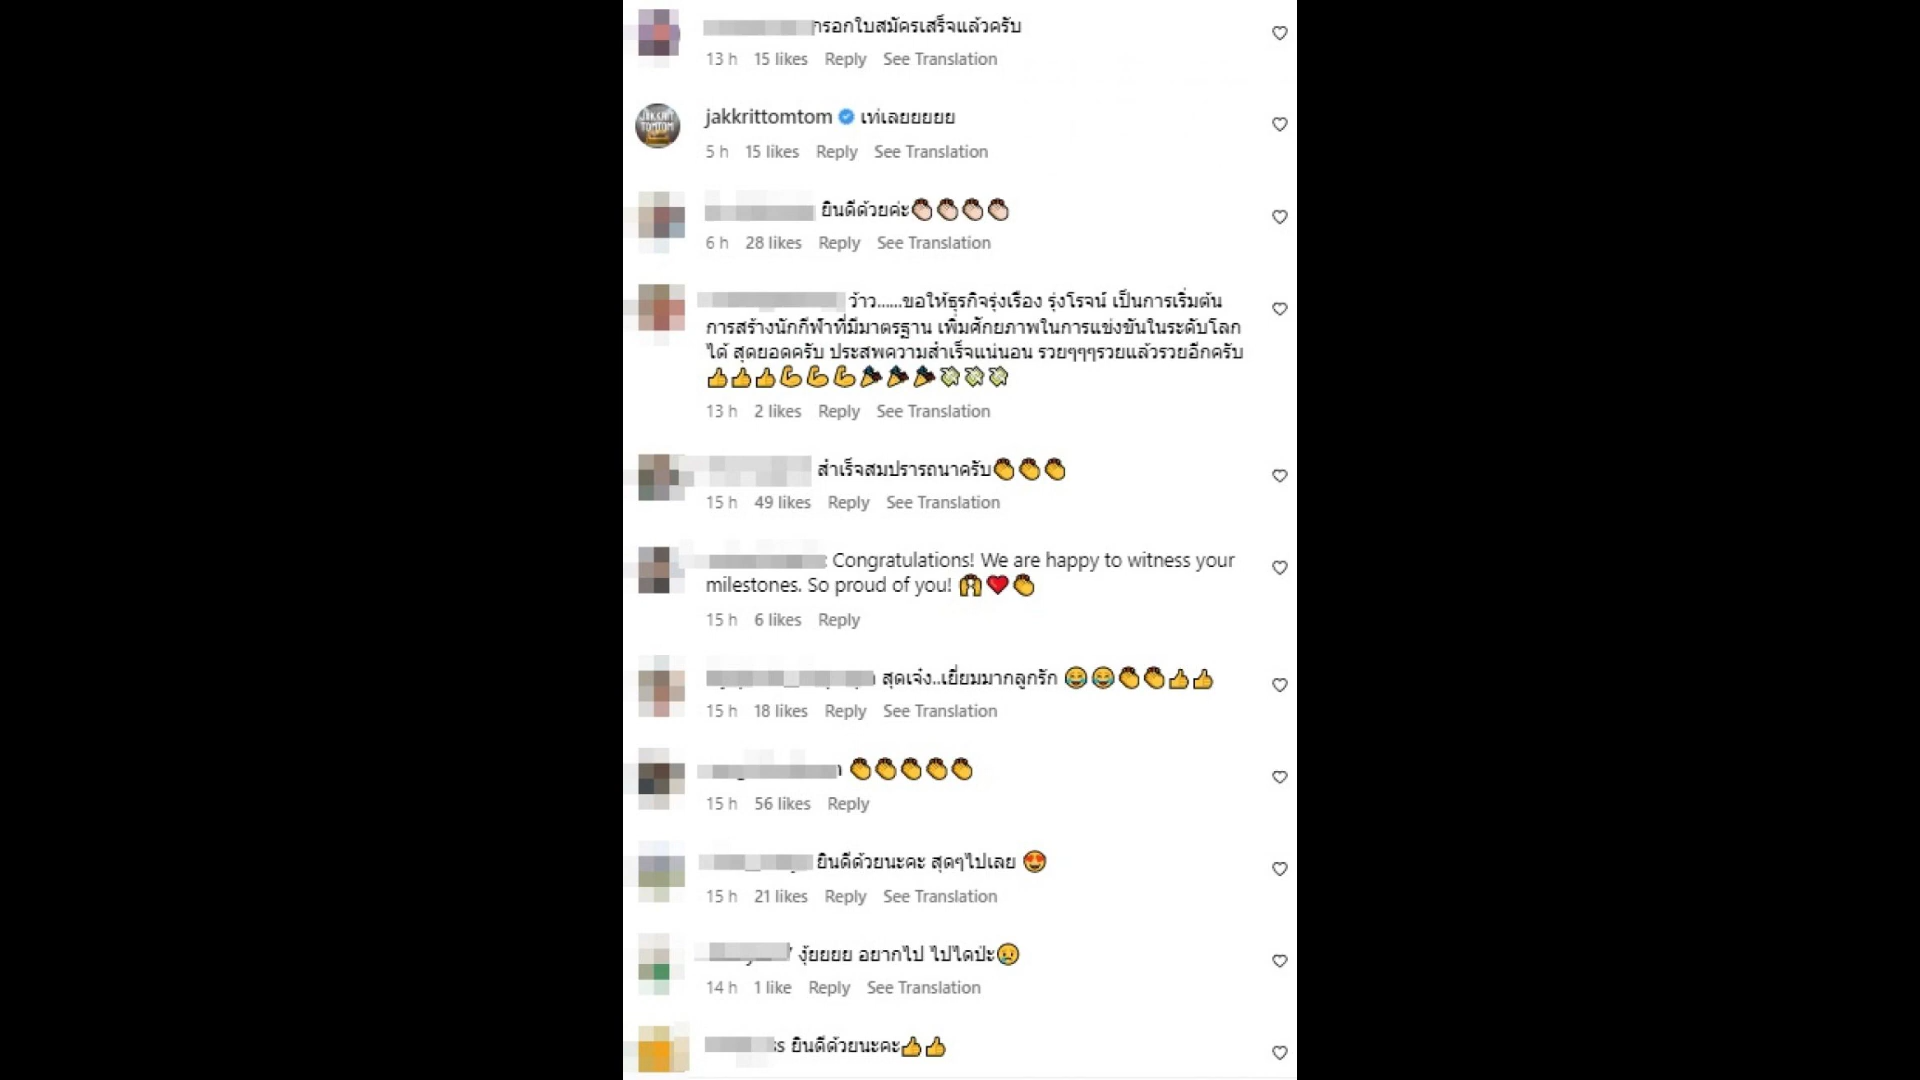 กรอกใบสมัครเสร็จแล้วครับ
13 h 15 likes Reply See Translation
JAKKRIT TOMTOM
jakkrittomtom เท่เลยยยยย
5 h 15 likes Reply See Translation
ยินดีด้วยค่ะ👏🏻👏🏻👏🏻👏🏻
6 h 28 likes Reply See Translation
ว้าว......ขอให้ธุรกิจรุ่งเรือง รุ่งโรจน์ เป็นการเริ่มต้น
การสร้างนักกีฬาที่มีมาตรฐาน เพิ่มศักยภาพในการแข่งขันในระดับโลก
ได้ สุดยอดครับ ประสพความสำเร็จแน่นอน รวยๆๆๆรวยแล้วรวยอีกครับ
👍👍👍💪💪💪🎉🎉🎉💸💸💸
13 h 2 likes Reply See Translation
สำเร็จสมปรารถนาครับ👏👏👏
15 h 49 likes Reply See Translation
Congratulations! We are happy to witness your
milestones. So proud of you! 🙌❤️👏
15 h 6 likes Reply
สุดเจ๋ง..เยี่ยมมากลูกรัก 😂😂👏👏👍👍
15 h 18 likes Reply See Translation
👏👏👏👏👏
15 h 56 likes Reply
ยินดีด้วยนะคะ สุดๆไปเลย 😍
15 h 21 likes Reply See Translation
งุ้ยยยย อยากไป ไปไดป่ะ😢
14 h 1 like Reply See Translation
ยินดีด้วยนะคะ👍👍